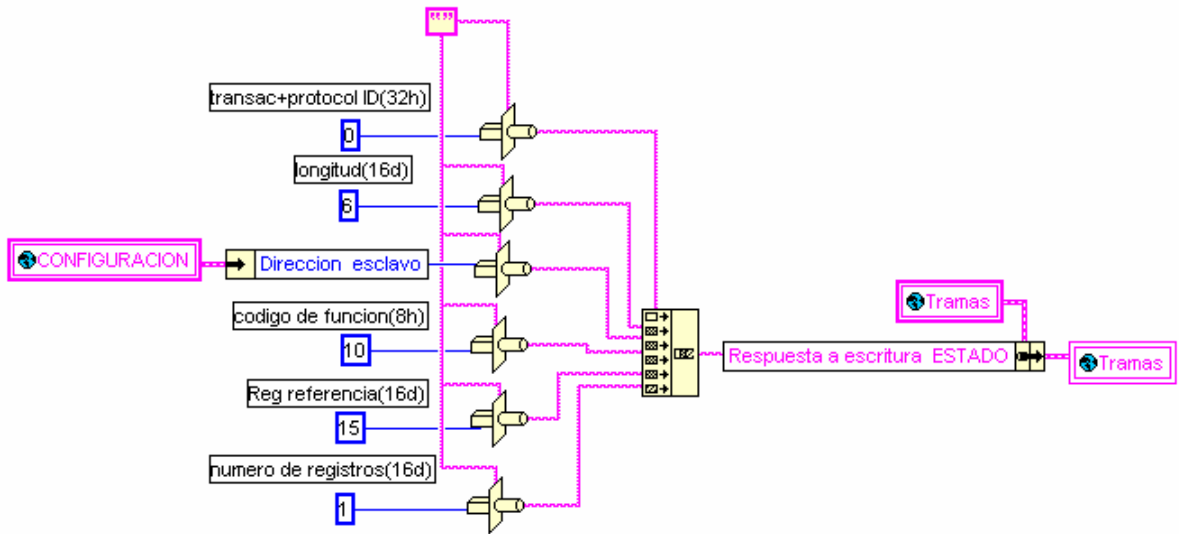 ""
transac+protocol ID(32h)
0
longitud(16d)
6
CONFIGURACION
Direccion esclavo
codigo de funcion(8h)
10
Reg referencia(16d)
15
numero de registros(16d)
1
Tramas
Respuesta a escritura ESTADO
Tramas